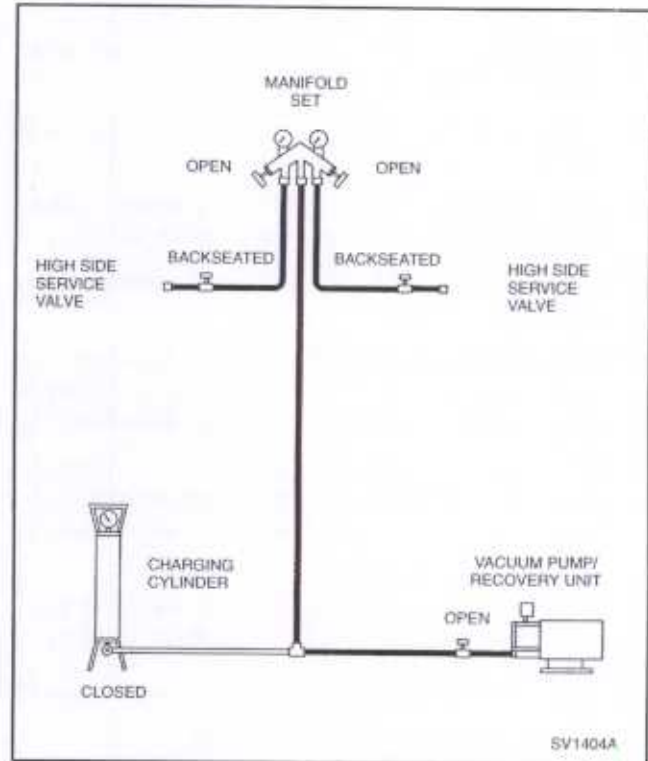 MANIFOLD
SET
OPEN
OPEN
BACKSEATED
BACKSEATED
HIGH SIDE
SERVICE
VALVE
HIGH SIDE
SERVICE
VALVE
CHARGING
CYLINDER
VACUUM PUMP/
RECOVERY UNIT
OPEN
CLOSED
SV1404A